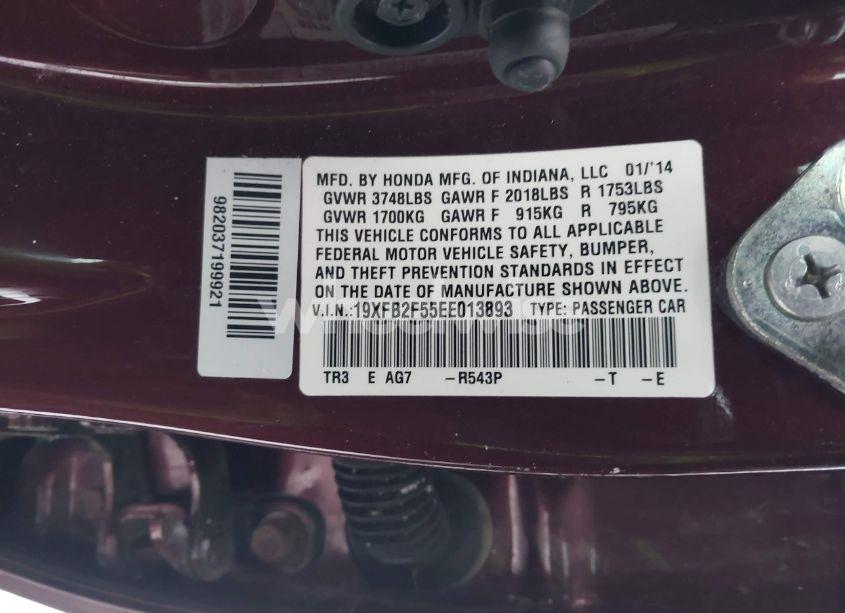 MFD. BY HONDA MFG. OF INDIANA, LLC 01/'14
GVWR 3748LBS GAWR F 2018LBS R 1753LBS
GVWR 1700KG GAWR F 915KG R 795KG
THIS VEHICLE CONFORMS TO ALL APPLICABLE
FEDERAL MOTOR VEHICLE SAFETY, BUMPER,
AND THEFT PREVENTION STANDARDS IN EFFECT
ON THE DATE OF MANUFACTURE SHOWN ABOVE.
V.I.N.:19XFB2F55EE013893 TYPE: PASSENGER CAR
TR3 E AG7 -R543P -T -E
982037199921